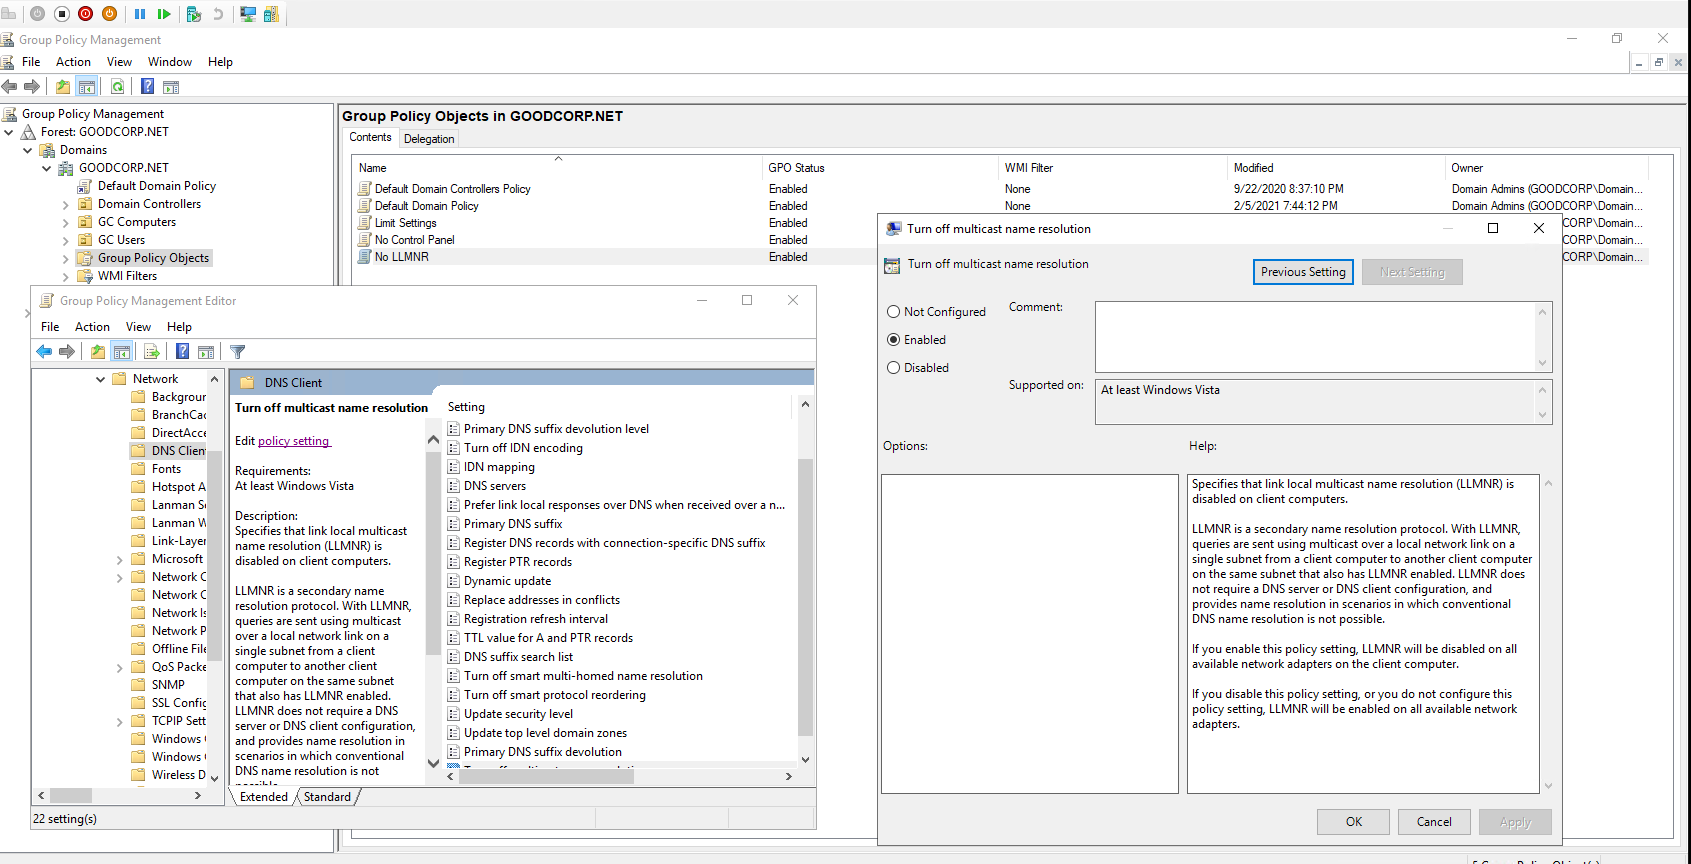 Group Policy Management
File Action View Window Help
Group Policy Management
Forest: GOODCORP.NET
Domains
GOODCORP.NET
Default Domain Policy
Domain Controllers
GC Computers
GC Users
Group Policy Objects
WMI Filters
Group Policy Objects in GOODCORP.NET
Contents Delegation
Name GPO Status WMI Filter Modified Owner
Default Domain Controllers Policy Enabled None 9/22/2020 8:37:10 PM Domain Admins (GOODCORP\Domain...
Default Domain Policy Enabled None 2/5/2021 7:44:12 PM Domain Admins (GOODCORP\Domain...
Limit Settings Enabled CORP\Domain...
No Control Panel Enabled CORP\Domain...
No LLMNR Enabled CORP\Domain...
Group Policy Management Editor
File Action View Help
Network
Backgrour
BranchCac
DirectAcce
DNS Clien
Fonts
Hotspot A
Lanman Se
Lanman W
Link-Layer
Microsoft
Network C
Network C
Network Is
Network P
Offline File
QoS Packe
SNMP
SSL Config
TCPIP Sett
Windows
Windows
Wireless D
DNS Client
Turn off multicast name resolution
Edit policy setting
Requirements:
At least Windows Vista
Description:
Specifies that link local multicast
name resolution (LLMNR) is
disabled on client computers.
LLMNR is a secondary name
resolution protocol. With LLMNR,
queries are sent using multicast
over a local network link on a
single subnet from a client
computer to another client
computer on the same subnet
that also has LLMNR enabled.
LLMNR does not require a DNS
server or DNS client configuration,
and provides name resolution in
scenarios in which conventional
DNS name resolution is not
Setting
Primary DNS suffix devolution level
Turn off IDN encoding
IDN mapping
DNS servers
Prefer link local responses over DNS when received over a n...
Primary DNS suffix
Register DNS records with connection-specific DNS suffix
Register PTR records
Dynamic update
Replace addresses in conflicts
Registration refresh interval
TTL value for A and PTR records
DNS suffix search list
Turn off smart multi-homed name resolution
Turn off smart protocol reordering
Update security level
Update top level domain zones
Primary DNS suffix devolution
Extended Standard
22 setting(s)
Turn off multicast name resolution
Turn off multicast name resolution
Previous Setting Next Setting
Not Configured
Enabled
Disabled
Comment:
Supported on:
At least Windows Vista
Options:
Help:
Specifies that link local multicast name resolution (LLMNR) is
disabled on client computers.
LLMNR is a secondary name resolution protocol. With LLMNR,
queries are sent using multicast over a local network link on a
single subnet from a client computer to another client computer
on the same subnet that also has LLMNR enabled. LLMNR does
not require a DNS server or DNS client configuration, and
provides name resolution in scenarios in which conventional
DNS name resolution is not possible.
If you enable this policy setting, LLMNR will be disabled on all
available network adapters on the client computer.
If you disable this policy setting, or you do not configure this
policy setting, LLMNR will be enabled on all available network
adapters.
OK Cancel Apply